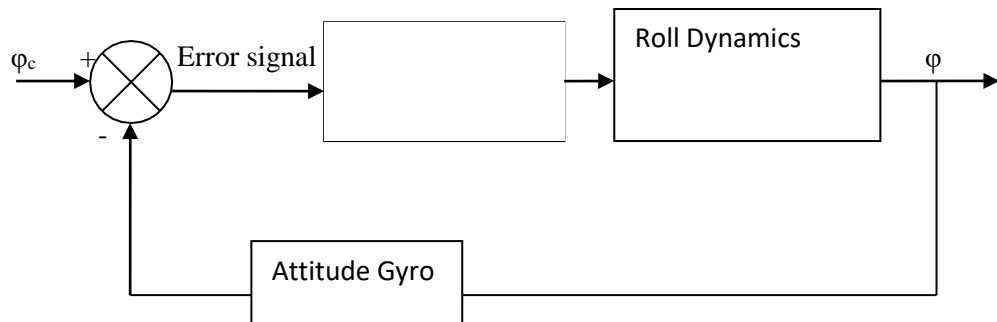 Roll Dynamics
φc
+
Error signal
φ
-
Attitude Gyro